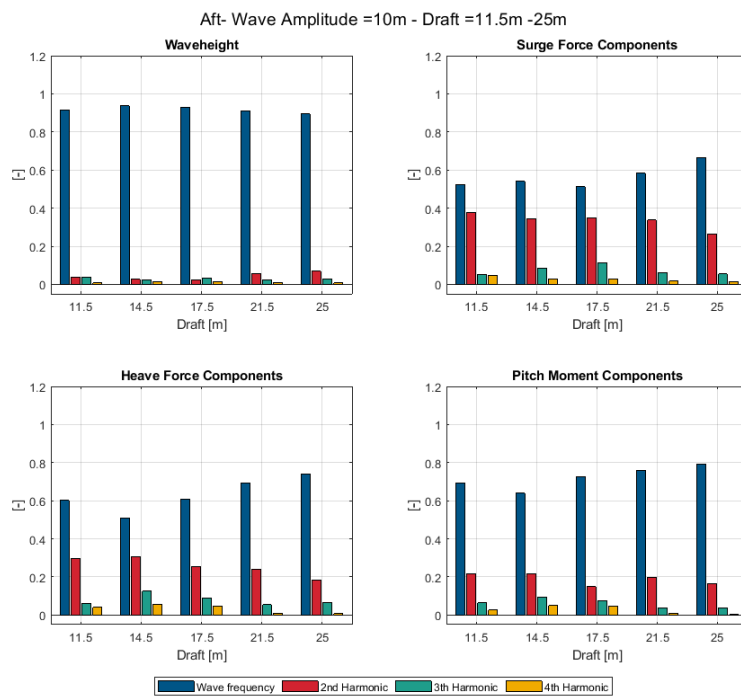 Aft- Wave Amplitude =10m - Draft =11.5m -25m
Waveheight
1.2
1
0.8
0.6
0.4
0.2
0
[-]
11.5 14.5 17.5 21.5 25
Draft [m]
Surge Force Components
1.2
1
0.8
0.6
0.4
0.2
0
[-]
11.5 14.5 17.5 21.5 25
Draft [m]
Heave Force Components
1.2
1
0.8
0.6
0.4
0.2
0
[-]
11.5 14.5 17.5 21.5 25
Draft [m]
Pitch Moment Components
1.2
1
0.8
0.6
0.4
0.2
0
[-]
11.5 14.5 17.5 21.5 25
Draft [m]
Wave frequency 2nd Harmonic 3th Harmonic 4th Harmonic